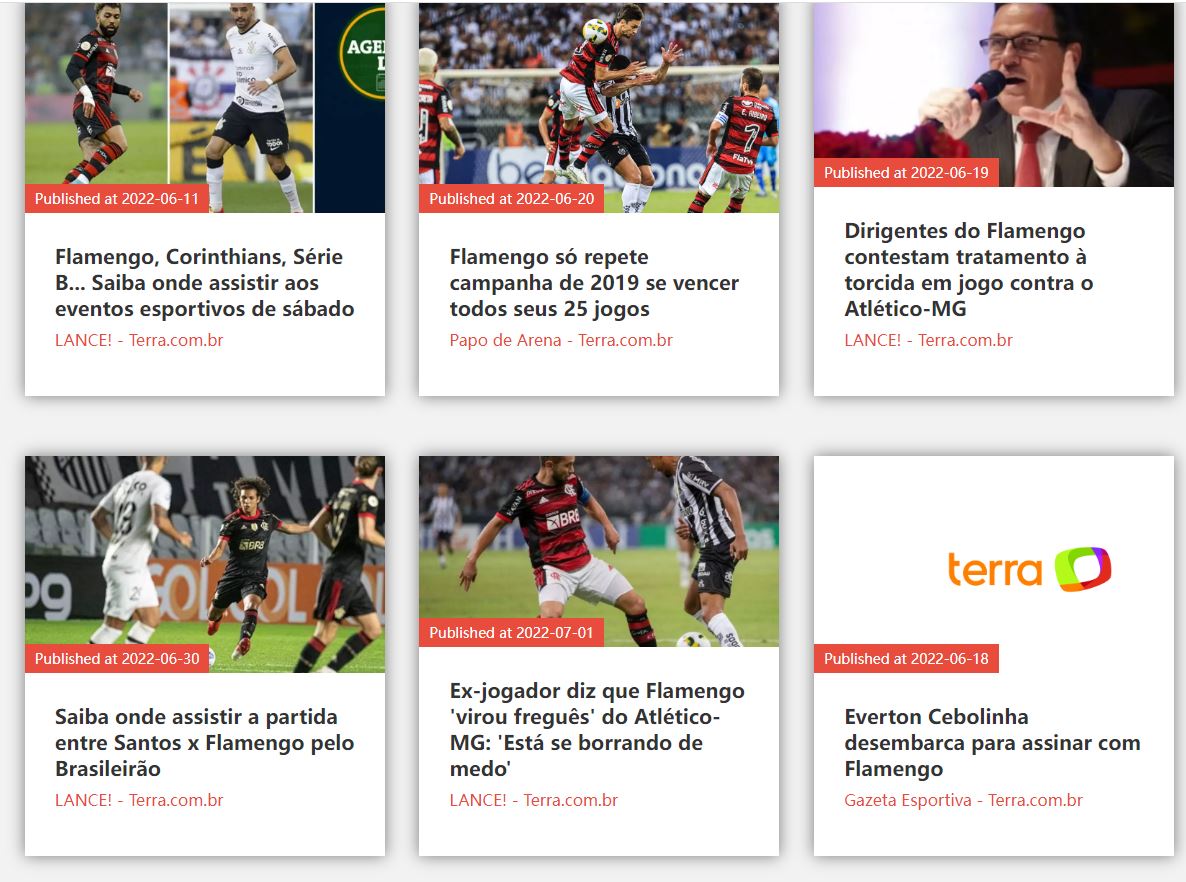 AGE
L
Published at 2022-06-11
Flamengo, Corinthians, Série
B... Saiba onde assistir aos
eventos esportivos de sábado
LANCE! - Terra.com.br
E. RIBEIRO
7
Published at 2022-06-20
Flamengo só repete
campanha de 2019 se vencer
todos seus 25 jogos
Papo de Arena - Terra.com.br
Published at 2022-06-19
Dirigentes do Flamengo
contestam tratamento à
torcida em jogo contra o
Atlético-MG
LANCE! - Terra.com.br
BRB
Published at 2022-06-30
Saiba onde assistir a partida
entre Santos x Flamengo pelo
Brasileirão
LANCE! - Terra.com.br
BRB
Published at 2022-07-01
Ex-jogador diz que Flamengo
'virou freguês' do Atlético-
MG: 'Está se borrando de
medo'
LANCE! - Terra.com.br
terra
Published at 2022-06-18
Everton Cebolinha
desembarca para assinar com
Flamengo
Gazeta Esportiva - Terra.com.br